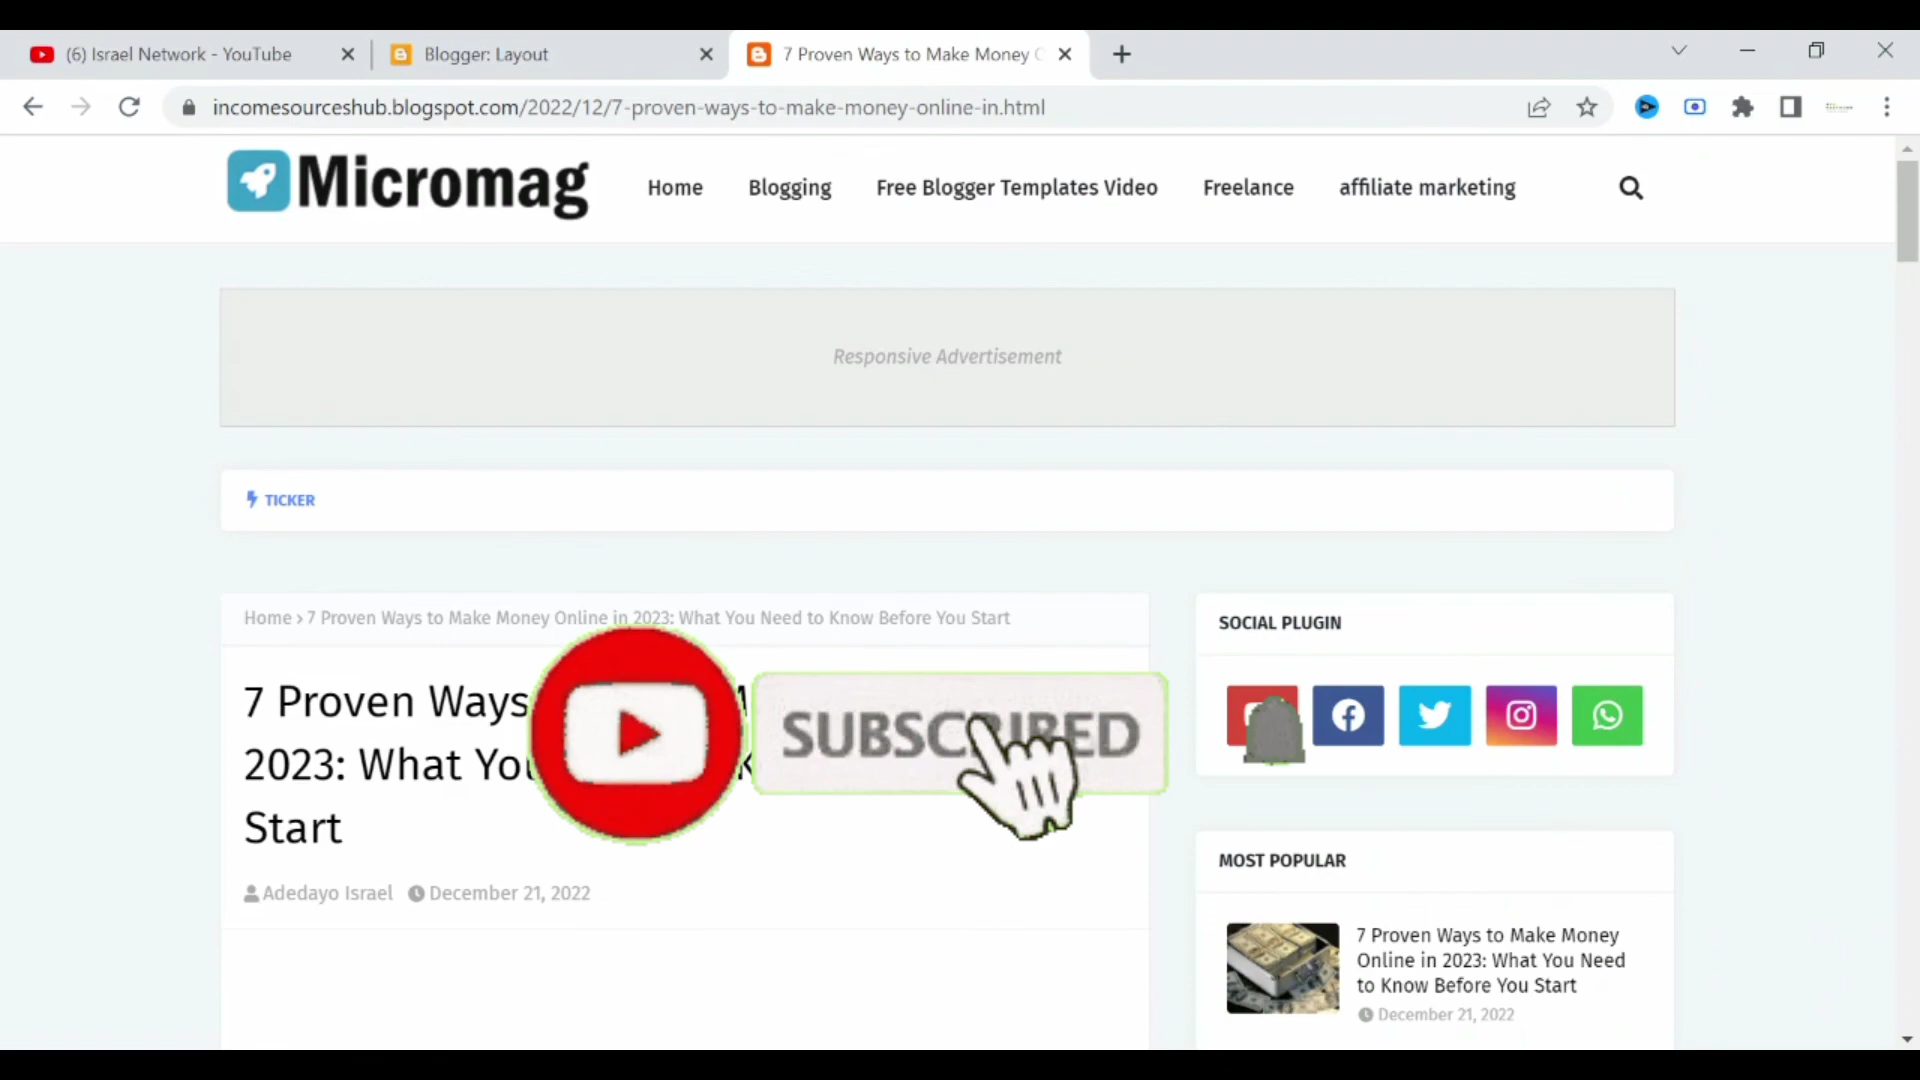 (6) Israel Network - YouTube
Blogger: Layout
7 Proven Ways to Make Money
incomesourceshub.blogspot.com/2022/12/7-proven-ways-to-make-money-online-in.html
Micromag
Home
Blogging
Free Blogger Templates Video
Freelance
affiliate marketing
Responsive Advertisement
TICKER
Home › 7 Proven Ways to Make Money Online in 2023: What You Need to Know Before You Start
7 Proven Ways
2023: What You
Start
SUBSCRIBED
Adedayo Israel
December 21, 2022
SOCIAL PLUGIN
MOST POPULAR
7 Proven Ways to Make Money
Online in 2023: What You Need
to Know Before You Start
December 21, 2022